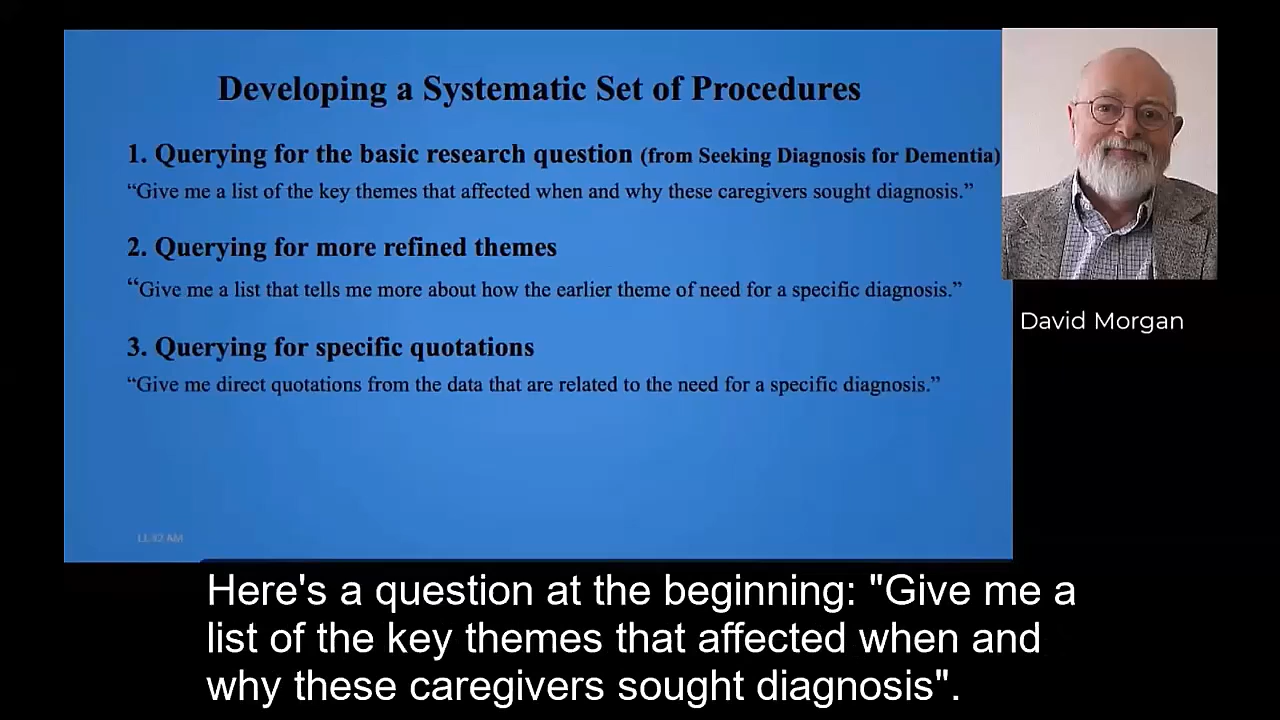 Developing a Systematic Set of Procedures
1. Querying for the basic research question (from Seeking Diagnosis for Dementia)
“Give me a list of the key themes that affected when and why these caregivers sought diagnosis.”
2. Querying for more refined themes
“Give me a list that tells me more about how the earlier theme of need for a specific diagnosis.”
3. Querying for specific quotations
“Give me direct quotations from the data that are related to the need for a specific diagnosis.”
David Morgan
Here's a question at the beginning: "Give me a
list of the key themes that affected when and
why these caregivers sought diagnosis".